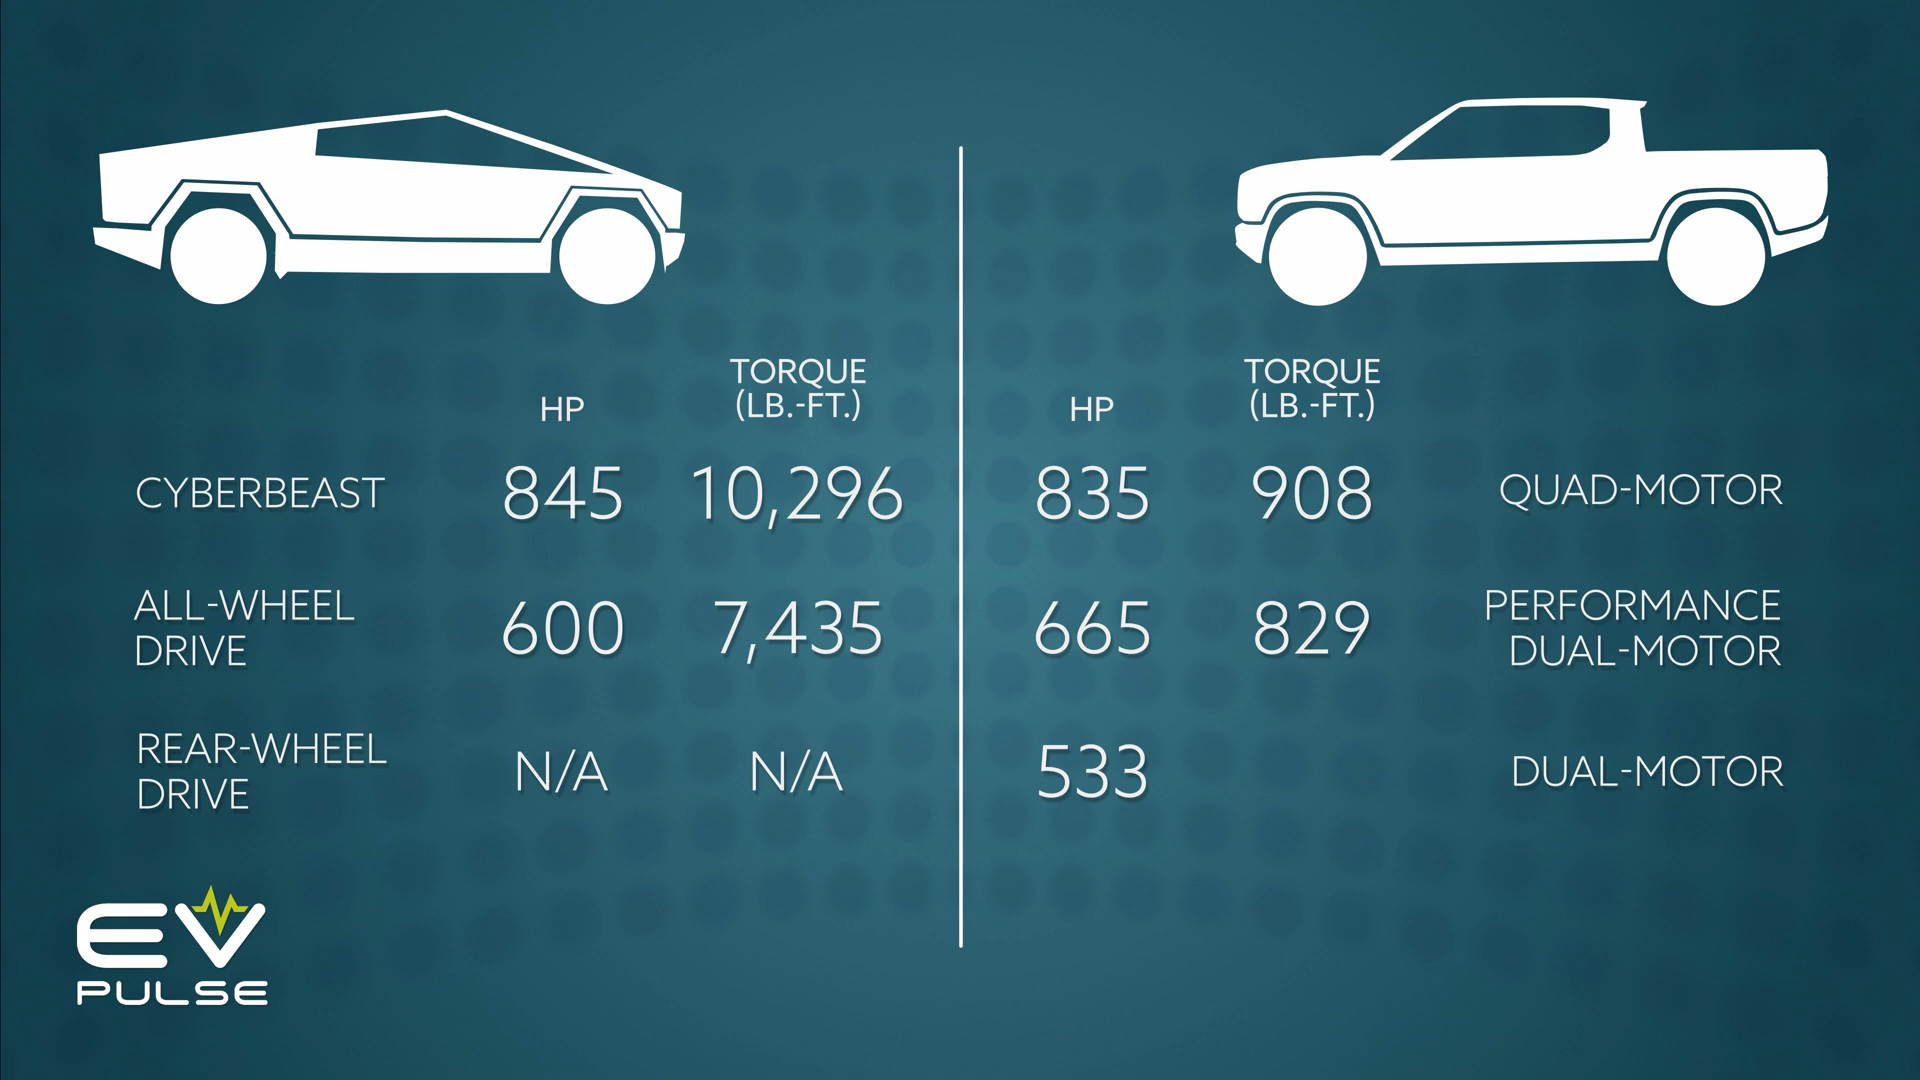 TORQUE
HP (LB.-FT.)
CYBERBEAST 845 10,296
ALL-WHEEL
DRIVE 600 7,435
REAR-WHEEL
DRIVE N/A N/A
TORQUE
HP (LB.-FT.)
835 908 QUAD-MOTOR
665 829 PERFORMANCE
DUAL-MOTOR
533 DUAL-MOTOR
EV
PULSE